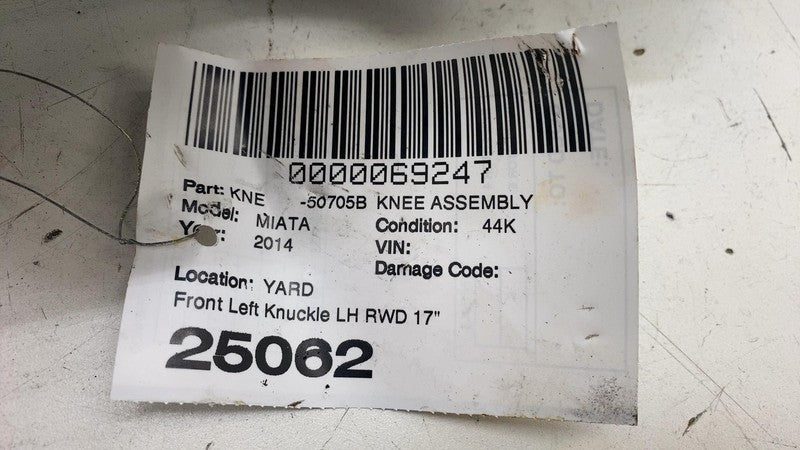 0000069247
Part: KNE -50705B KNEE ASSEMBLY
Model: MIATA Condition: 44K
Year: 2014 VIN:
Damage Code:
Location: YARD
Front Left Knuckle LH RWD 17"
25062